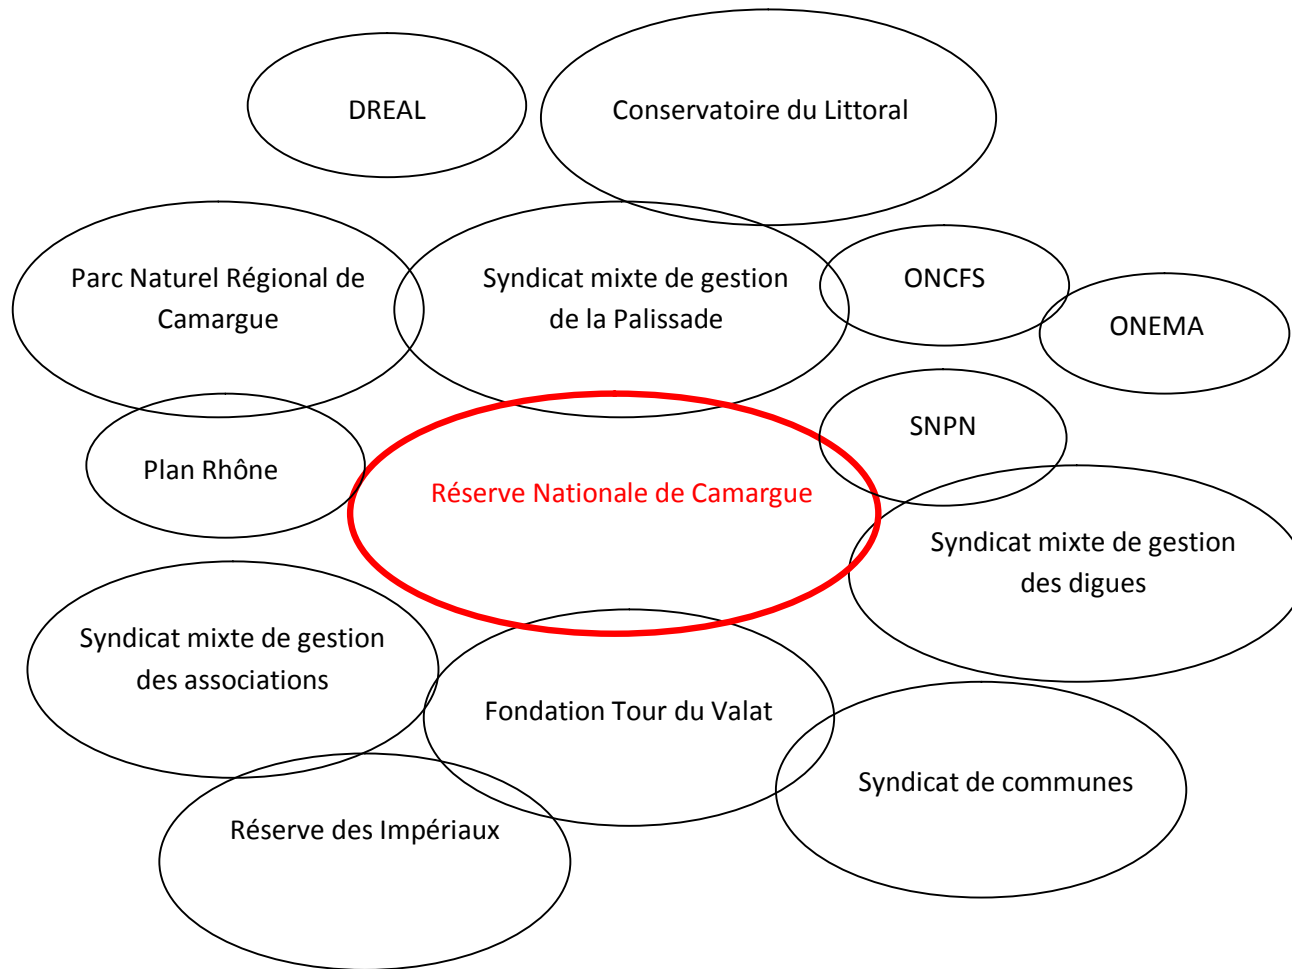 DREAL
Conservatoire du Littoral
Parc Naturel Régional de
Camargue
Syndicat mixte de gestion
de la Palissade
ONCFS
ONEMA
Plan Rhône
Réserve Nationale de Camargue
SNPN
Syndicat mixte de gestion
des digues
Syndicat mixte de gestion
des associations
Fondation Tour du Valat
Syndicat de communes
Réserve des Impériaux